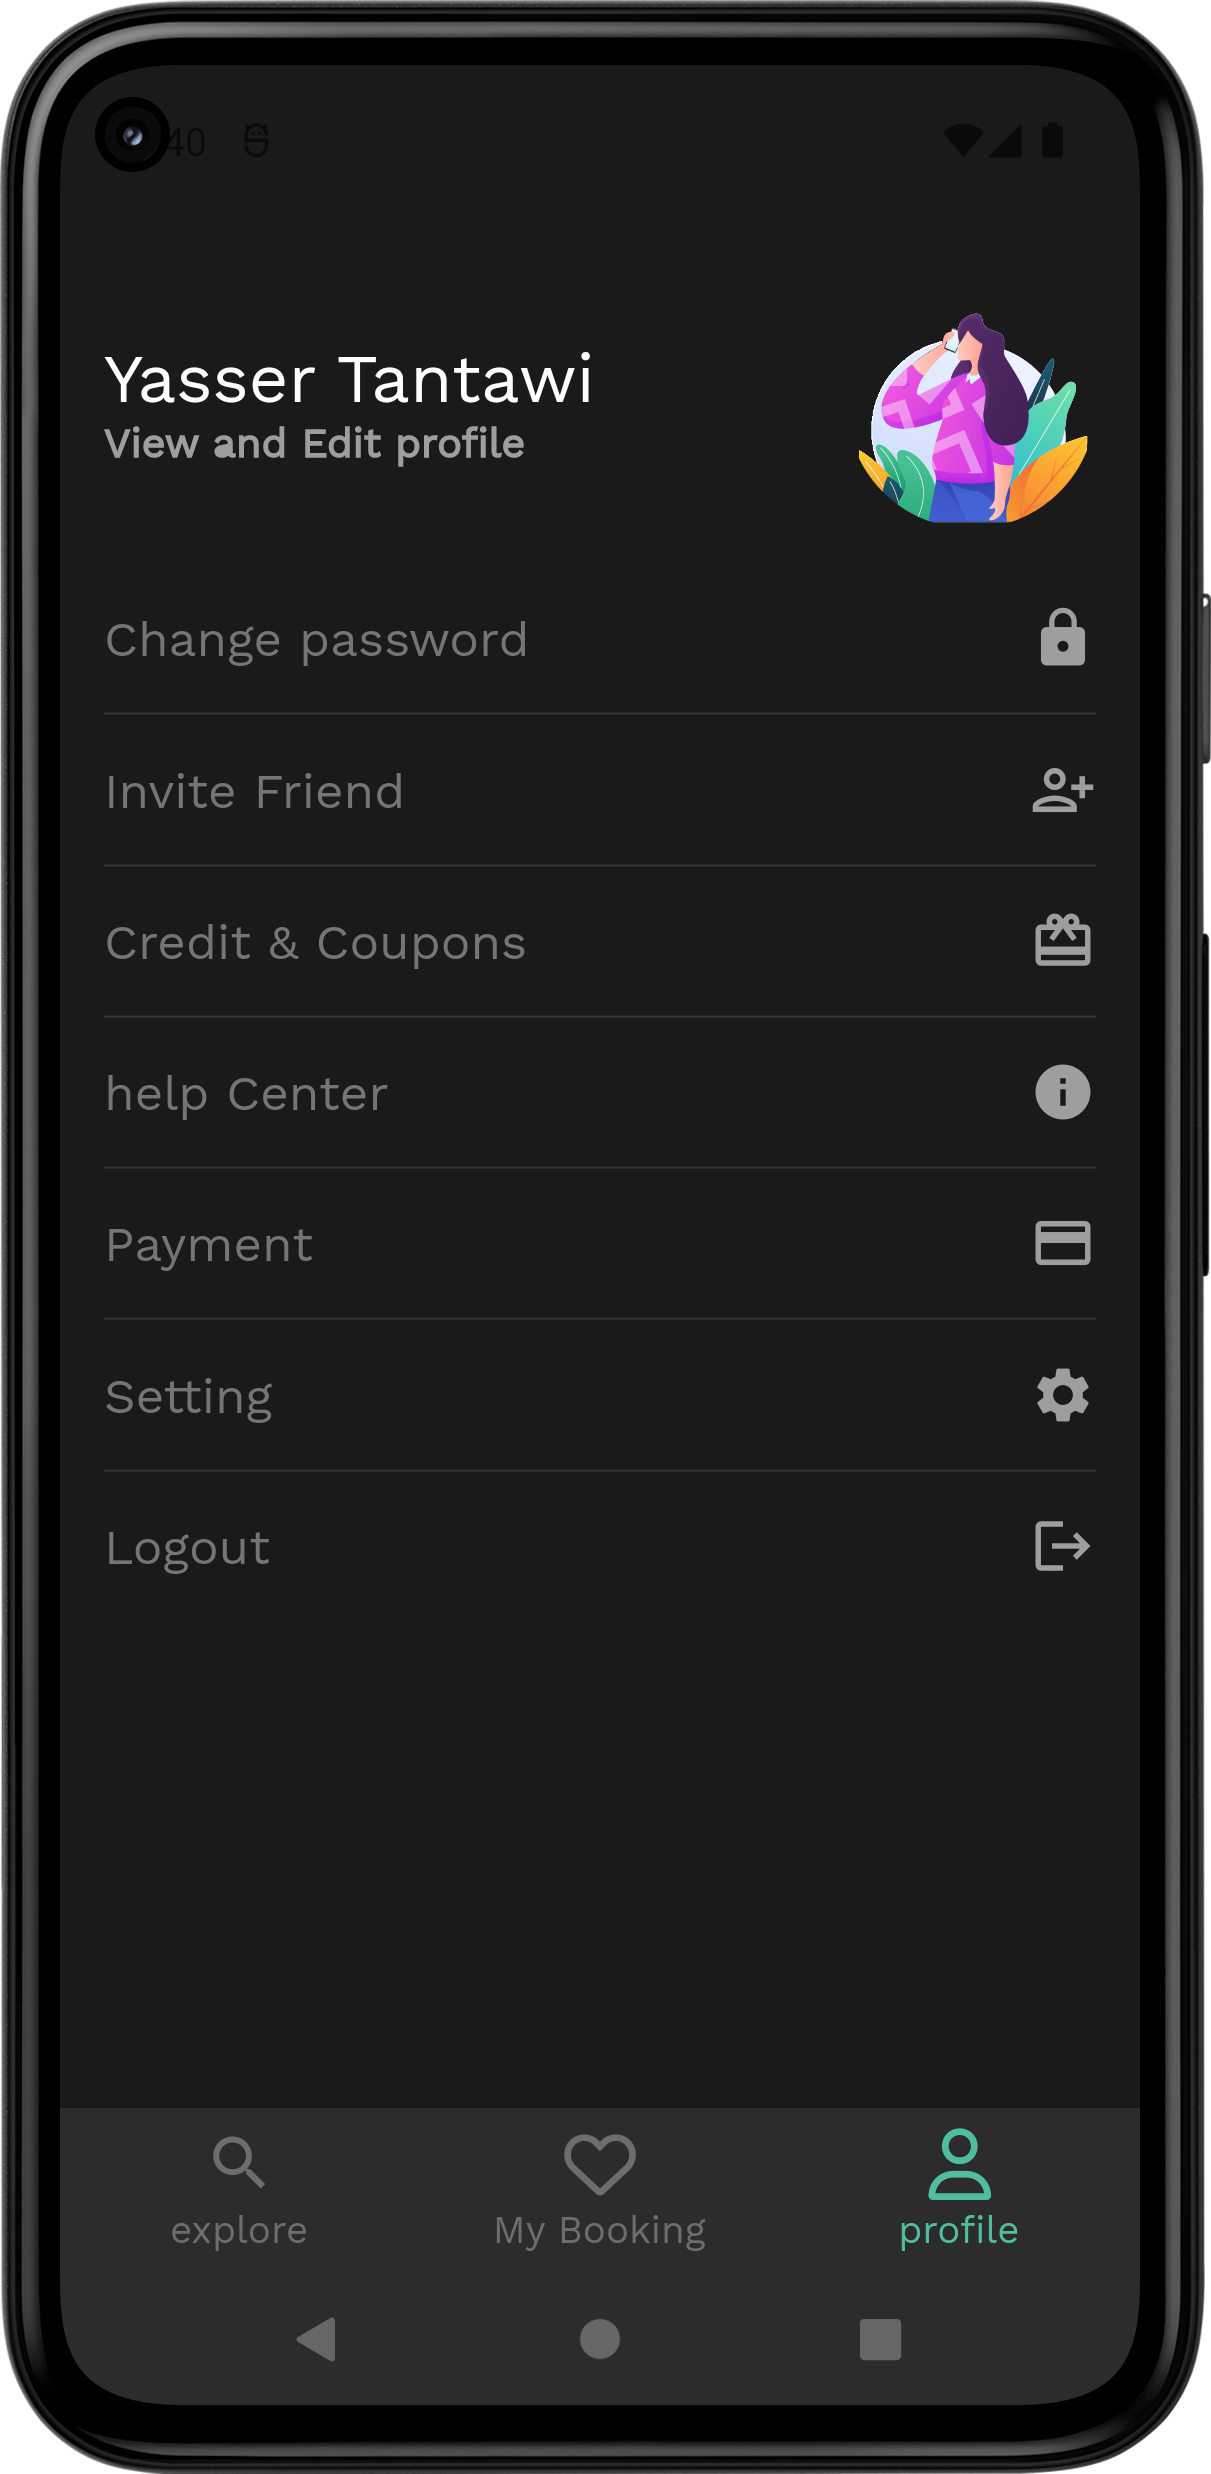 40
Yasser Tantawi
View and Edit profile
Change password
Invite Friend
Credit & Coupons
help Center
Payment
Setting
Logout
explore
My Booking
profile